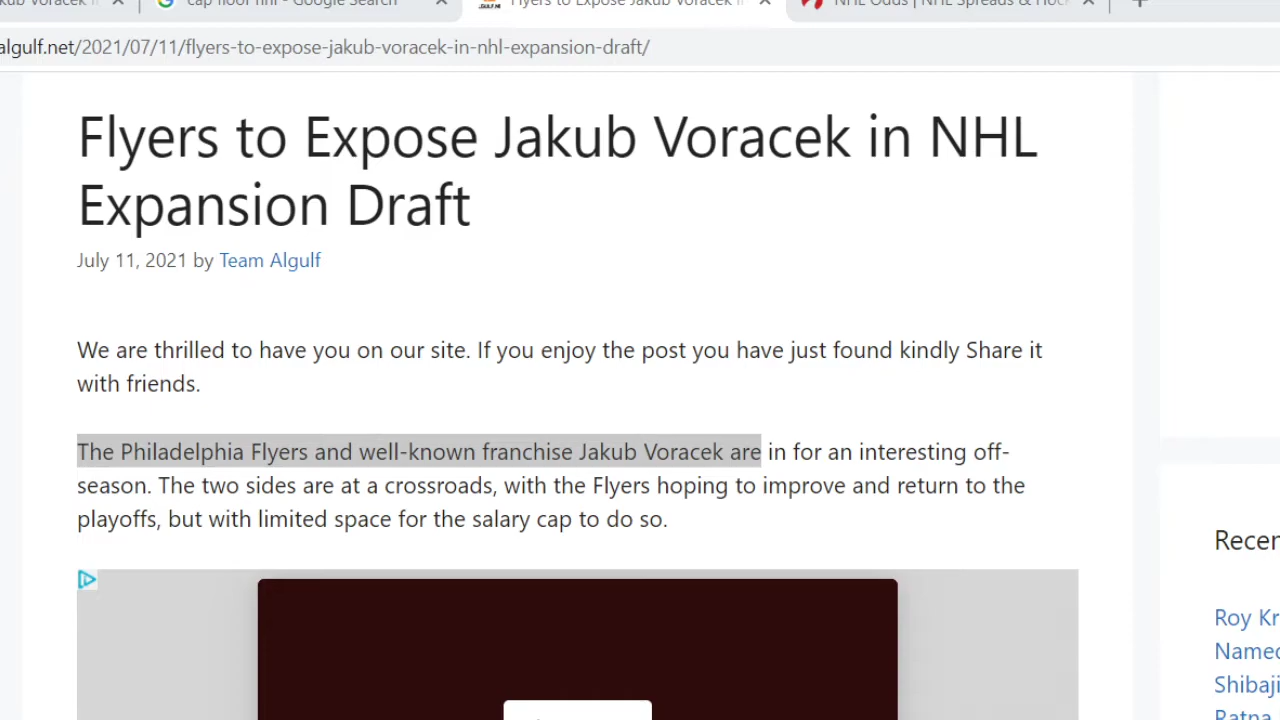 cap floor nhl - Google Search
Flyers to Expose Jakub Voracek in
NHL Odds | NHL Spreads &
algulf.net/2021/07/11/flyers-to-expose-jakub-voracek-in-nhl-expansion-draft/
Flyers to Expose Jakub Voracek in NHL
Expansion Draft
July 11, 2021 by Team Algulf
We are thrilled to have you on our site. If you enjoy the post you have just found kindly Share it
with friends.
The Philadelphia Flyers and well-known franchise Jakub Voracek are in for an interesting off-
season. The two sides are at a crossroads, with the Flyers hoping to improve and return to the
playoffs, but with limited space for the salary cap to do so.
Recen
Roy Kr
Named
Shibaji
Ratna